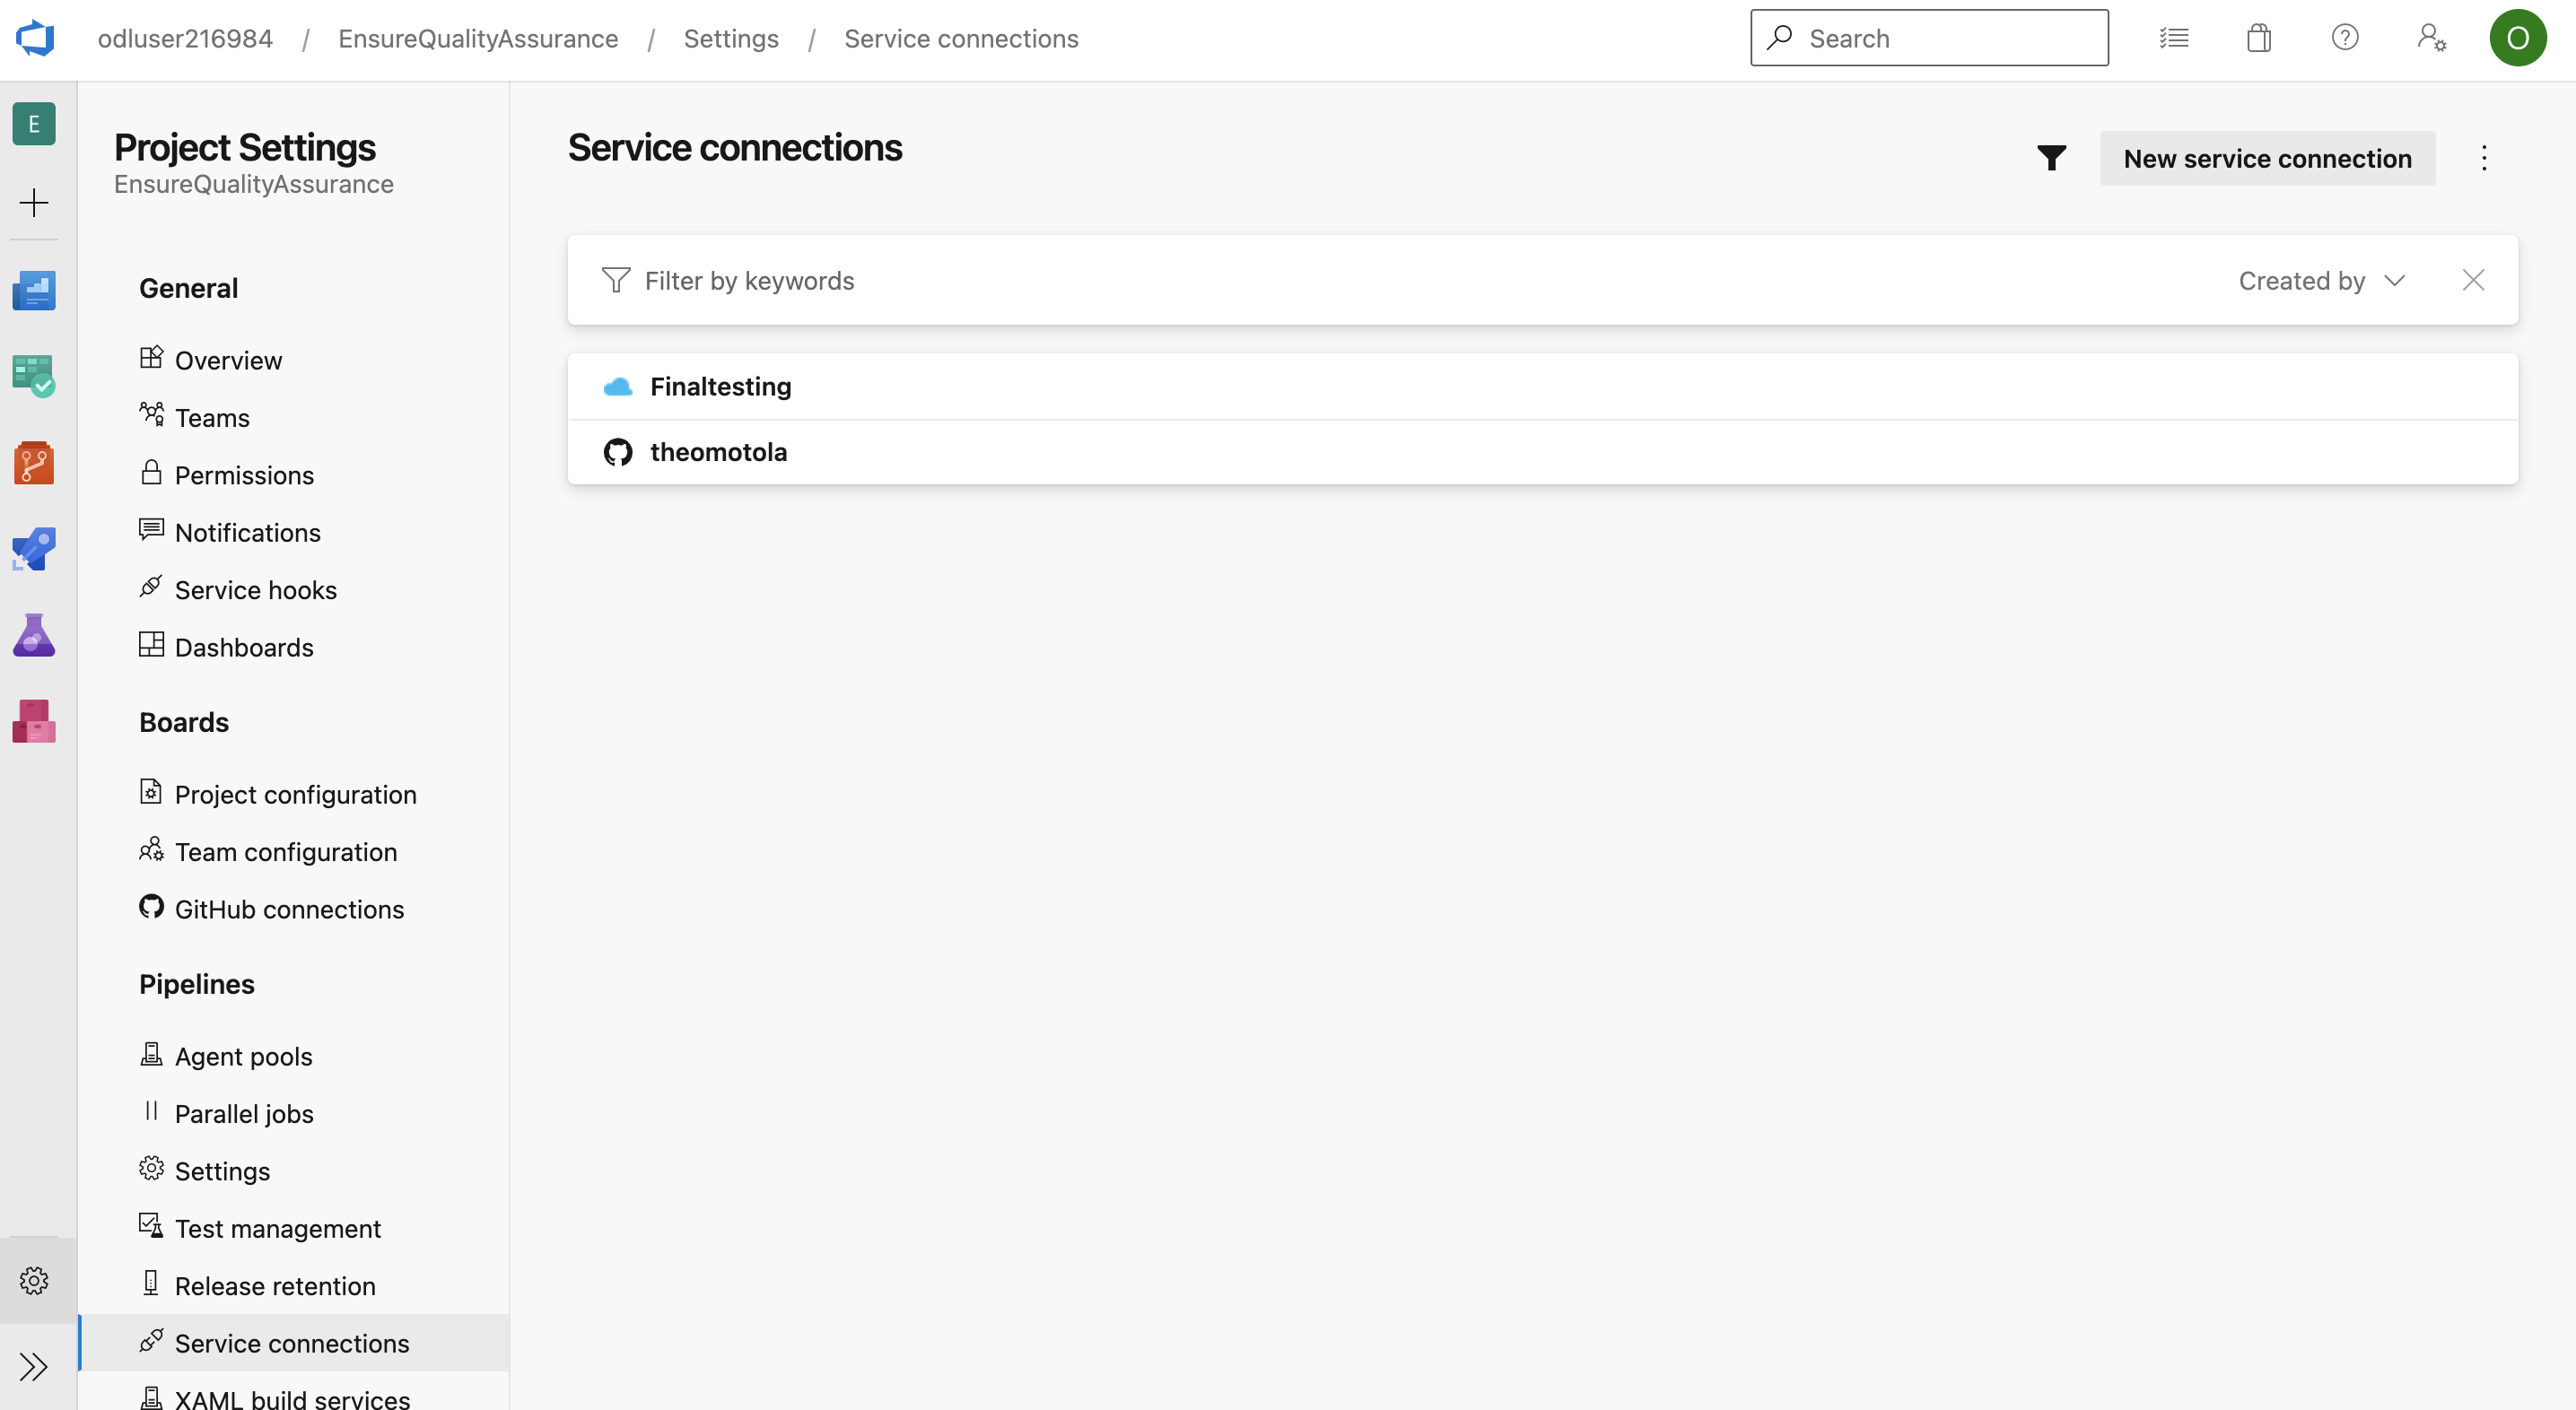 odluser216984 / EnsureQualityAssurance / Settings / Service connections
Search
O
E
Project Settings
EnsureQualityAssurance
General
Overview
Teams
Permissions
Notifications
Service hooks
Dashboards
Boards
Project configuration
Team configuration
GitHub connections
Pipelines
Agent pools
Parallel jobs
Settings
Test management
Release retention
Service connections
XAML build services
Service connections
New service connection
Filter by keywords
Created by
Finaltesting
theomotola